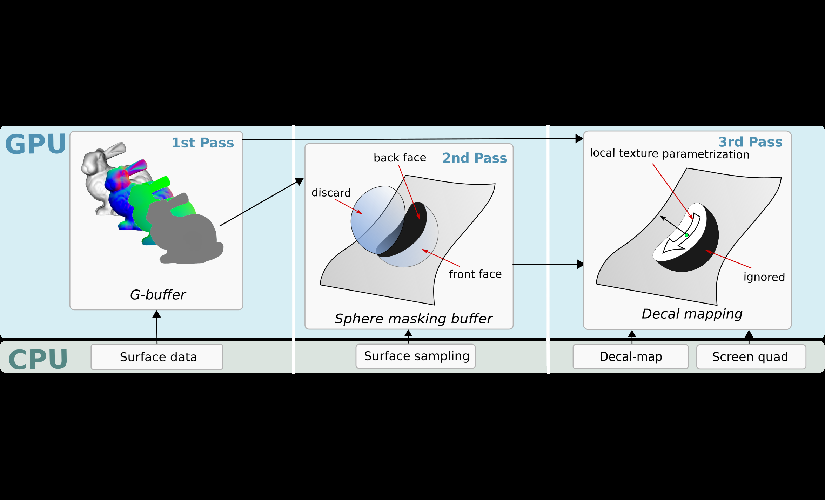 GPU
1st Pass
G-buffer
2nd Pass
back face
discard
front face
Sphere masking buffer
3rd Pass
local texture parametrization
ignored
Decal mapping
CPU
Surface data
Surface sampling
Decal-map
Screen quad